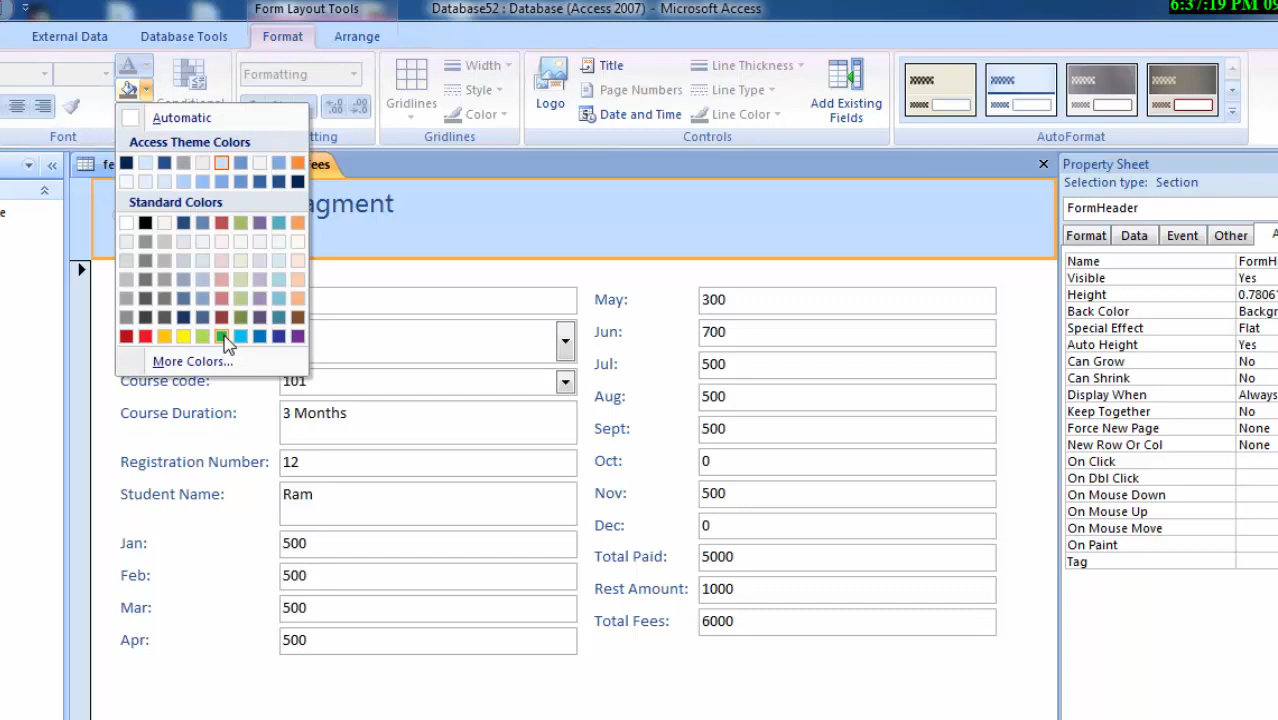 Form Layout Tools
Database52 : Database (Access 2007) - Microsoft Access
6:37:19 PM
External Data
Database Tools
Format
Arrange
Formatting
Gridlines
Width
Style
Color
Logo
Title
Page Numbers
Date and Time
Line Thickness
Line Type
Line Color
Add Existing Fields
Font
Gridlines
Controls
AutoFormat
Automatic
Access Theme Colors
Standard Colors
More Colors...
Course code: 101
Course Duration: 3 Months
Registration Number: 12
Student Name: Ram
Jan: 500
Feb: 500
Mar: 500
Apr: 500
May: 300
Jun: 700
Jul: 500
Aug: 500
Sept: 500
Oct: 0
Nov: 500
Dec: 0
Total Paid: 5000
Rest Amount: 1000
Total Fees: 6000
Property Sheet
Selection type: Section
FormHeader
Format
Data
Event
Other
Name FormH
Visible Yes
Height 0.7806
Back Color Backgr
Special Effect Flat
Auto Height Yes
Can Grow No
Can Shrink No
Display When Always
Keep Together No
Force New Page None
New Row Or Col None
On Click
On Dbl Click
On Mouse Down
On Mouse Up
On Mouse Move
On Paint
Tag